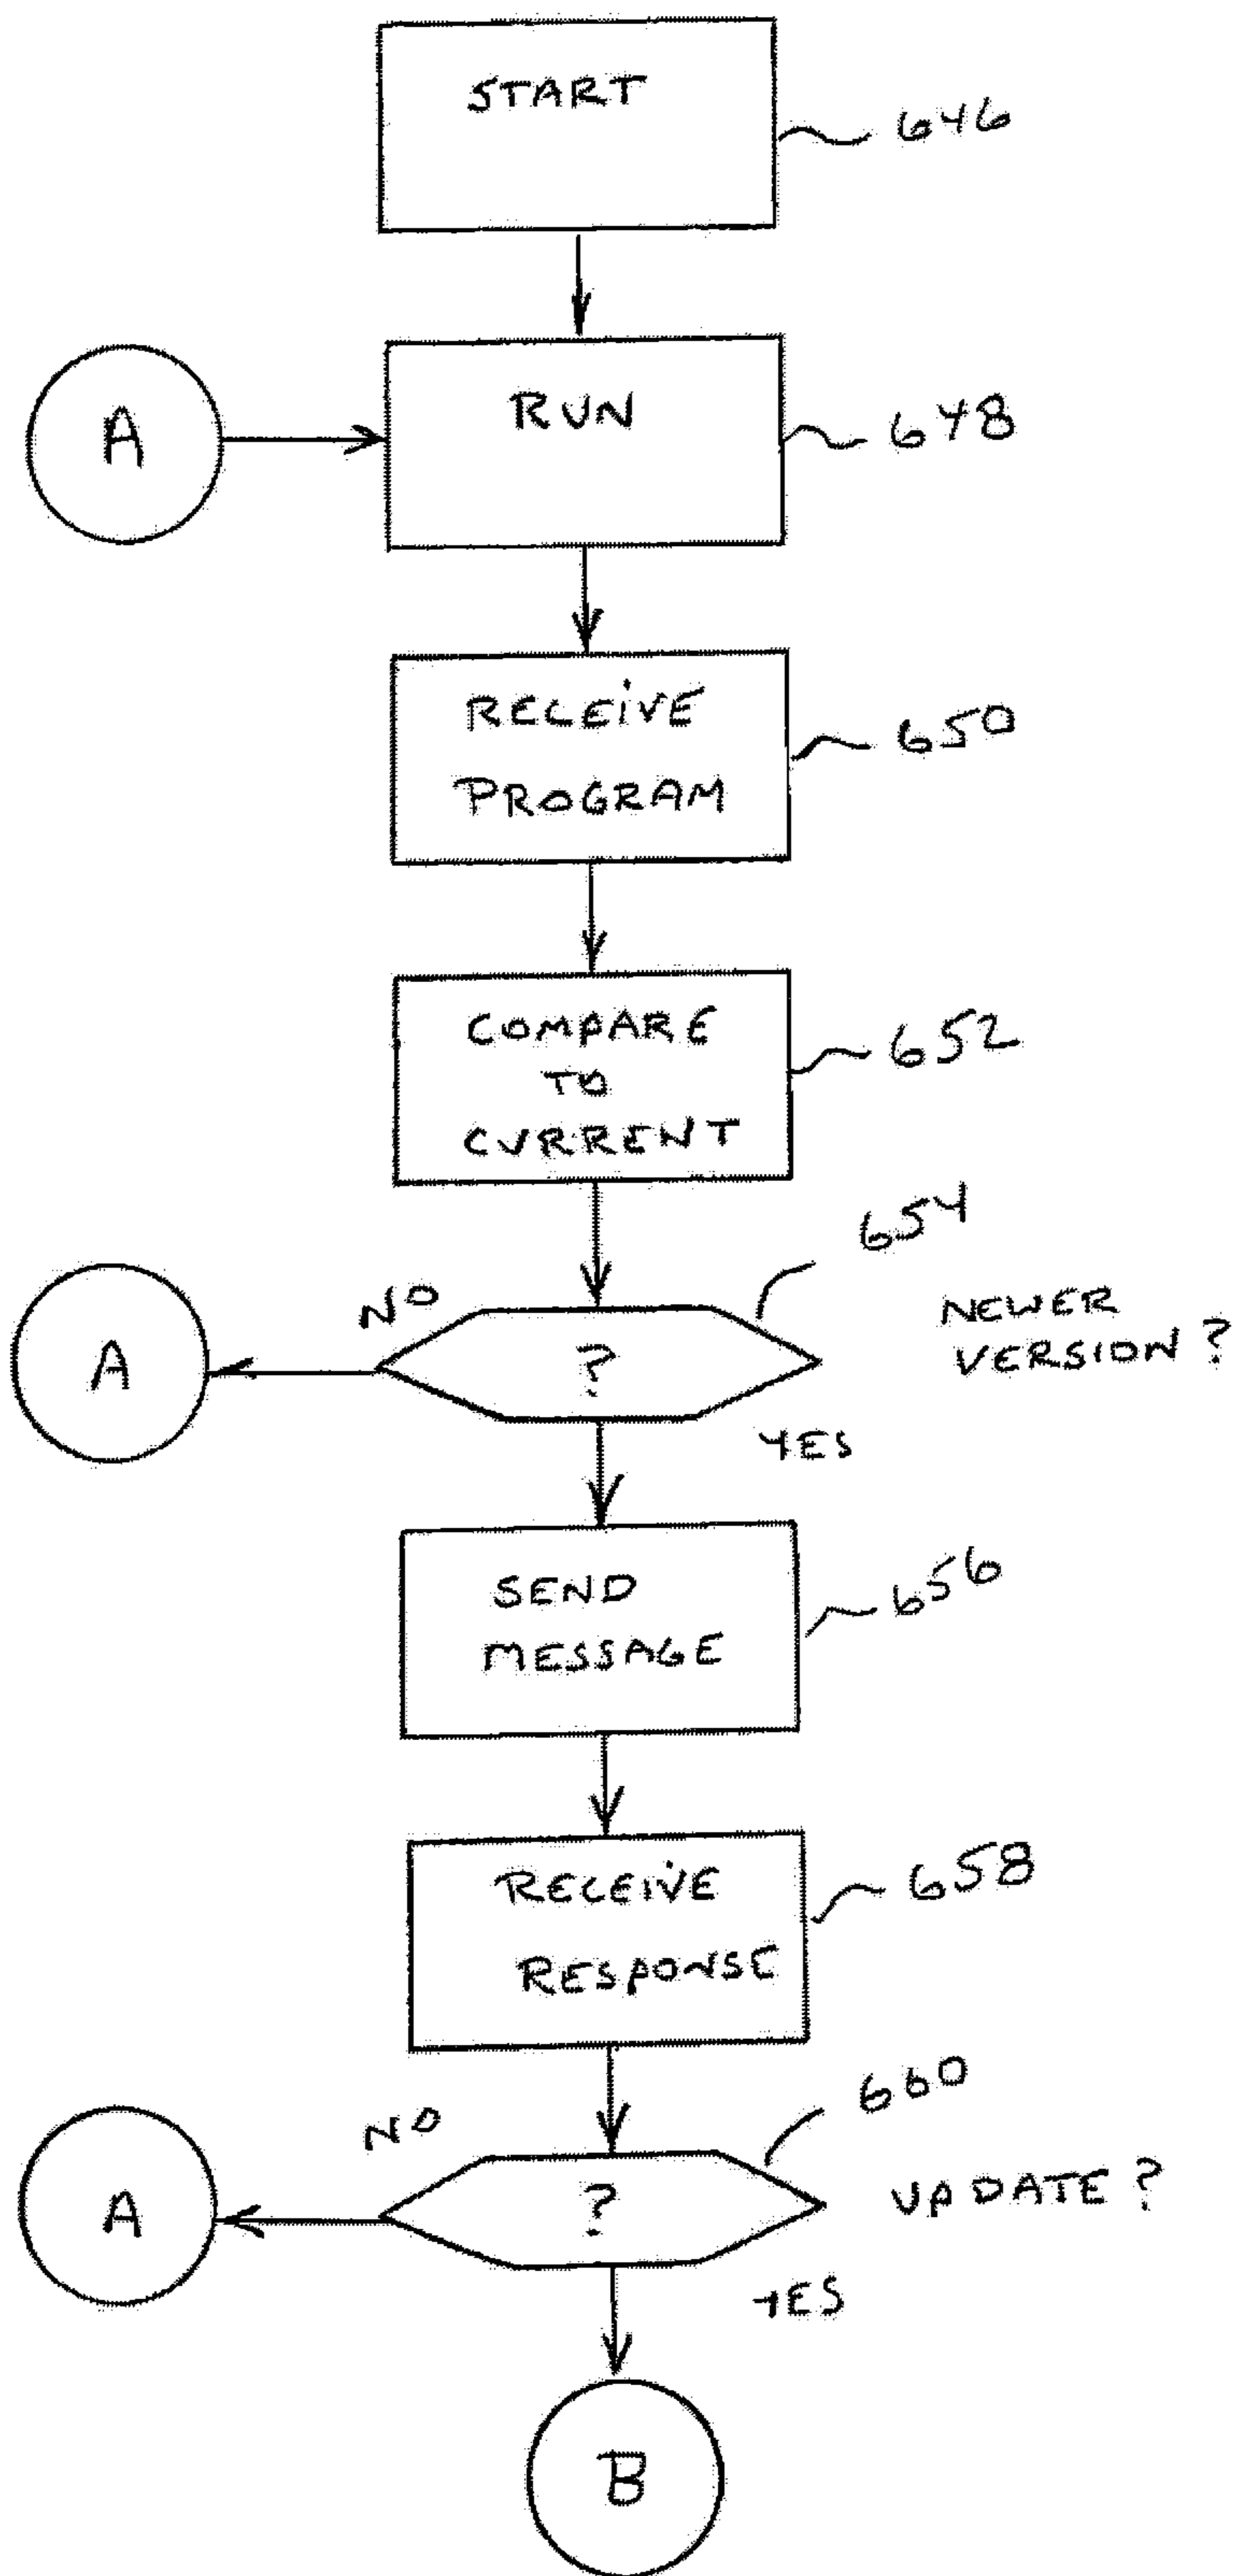 START
646
A
RUN
648
RECEIVE
PROGRAM
650
COMPARE
TO
CURRENT
652
654
NO
A
?
NEWER
VERSION ?
YES
SEND
MESSAGE
656
RECEIVE
RESPONSE
658
660
NO
A
?
UPDATE ?
YES
B